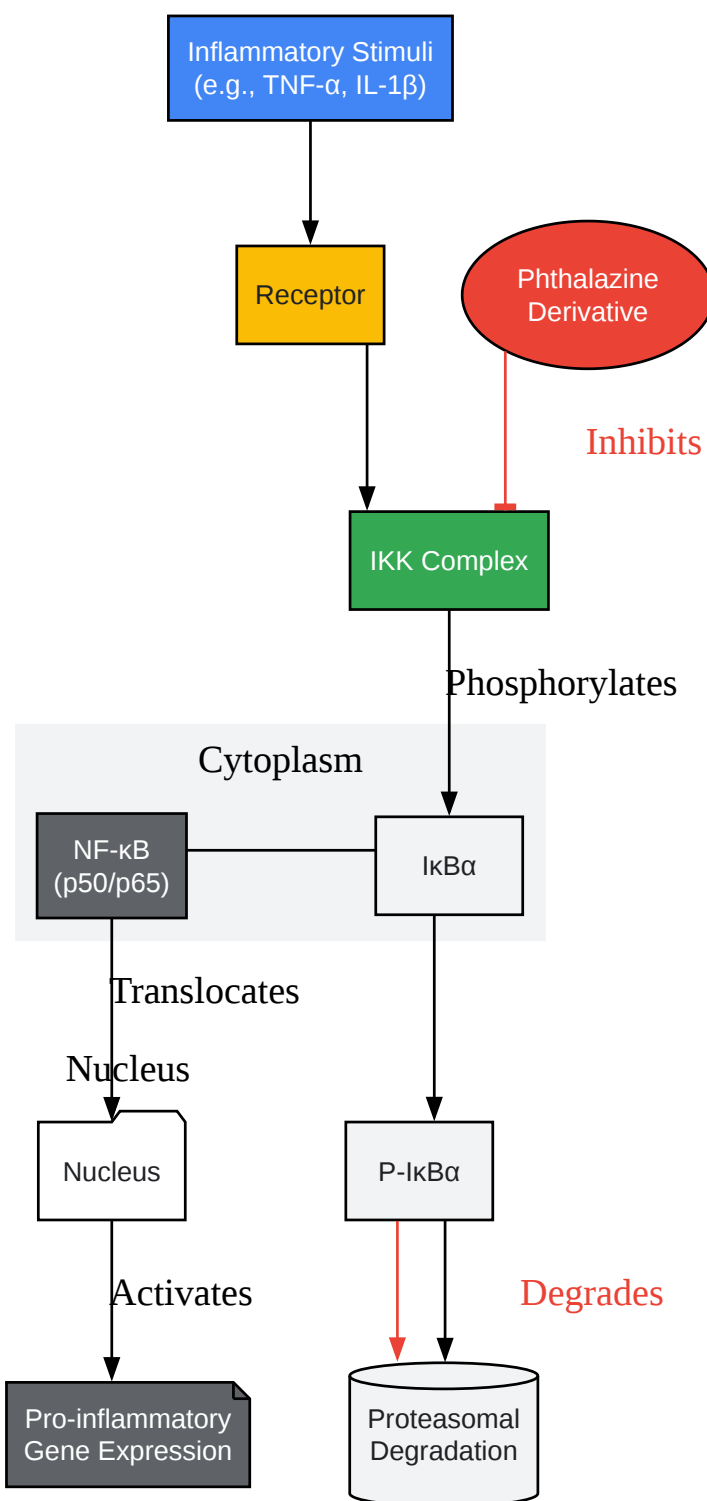 Inflammatory Stimuli
(e.g., TNF-α, IL-1β)
Receptor
Phthalazine
Derivative
Inhibits
IKK Complex
Phosphorylates
Cytoplasm
NF-κB
(p50/p65)
IκBα
Translocates
Nucleus
Nucleus
P-IκBα
Activates
Degrades
Pro-inflammatory
Gene Expression
Proteasomal
Degradation